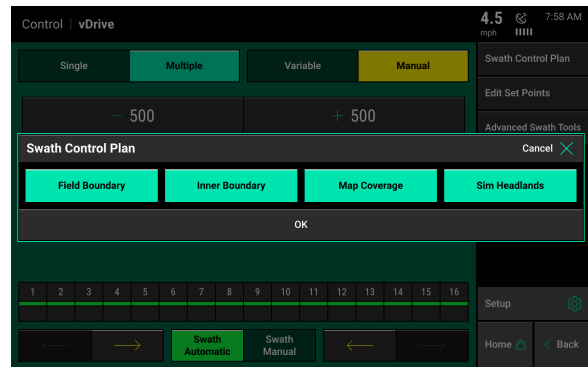 Control | vDrive
4.5
mph
7:58 AM
Single
Multiple
Variable
Manual
Swath Control Plan
Edit Set Points
Advanced Swath Tools
− 500
+ 500
Swath Control Plan
Cancel
Field Boundary
Inner Boundary
Map Coverage
Sim Headlands
OK
1 2 3 4 5 6 7 8 9 10 11 12 13 14 15 16
Swath
Automatic
Swath
Manual
Setup
Home
Back